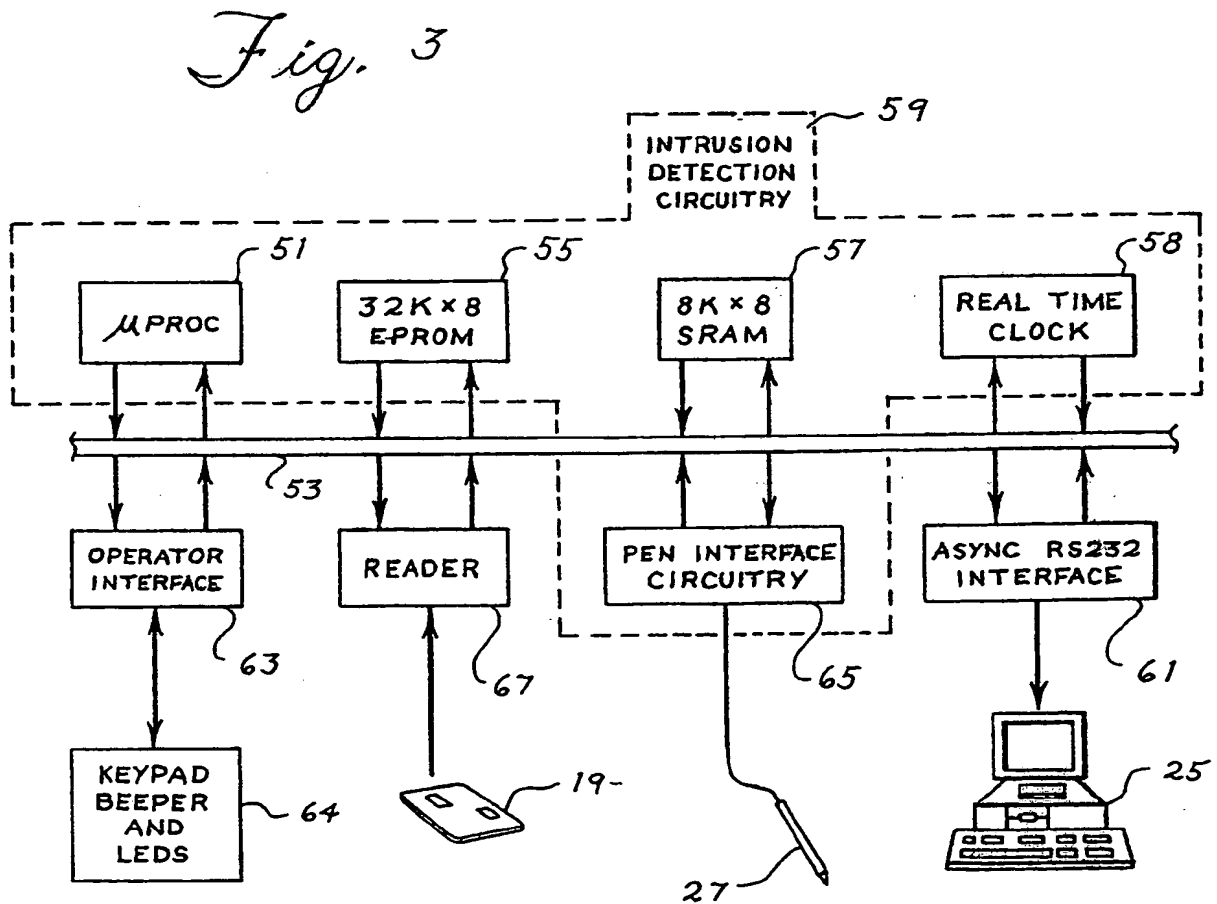 Fig. 3
59
INTRUSION
DETECTION
CIRCUITRY
51
55
57
58
μPROC
32K × 8
EPROM
8K × 8
SRAM
REAL TIME
CLOCK
53
OPERATOR
INTERFACE
READER
PEN INTERFACE
CIRCUITRY
ASYNC RS232
INTERFACE
63
67
65
61
KEYPAD
BEEPER
AND
LEDS
64
19
27
25